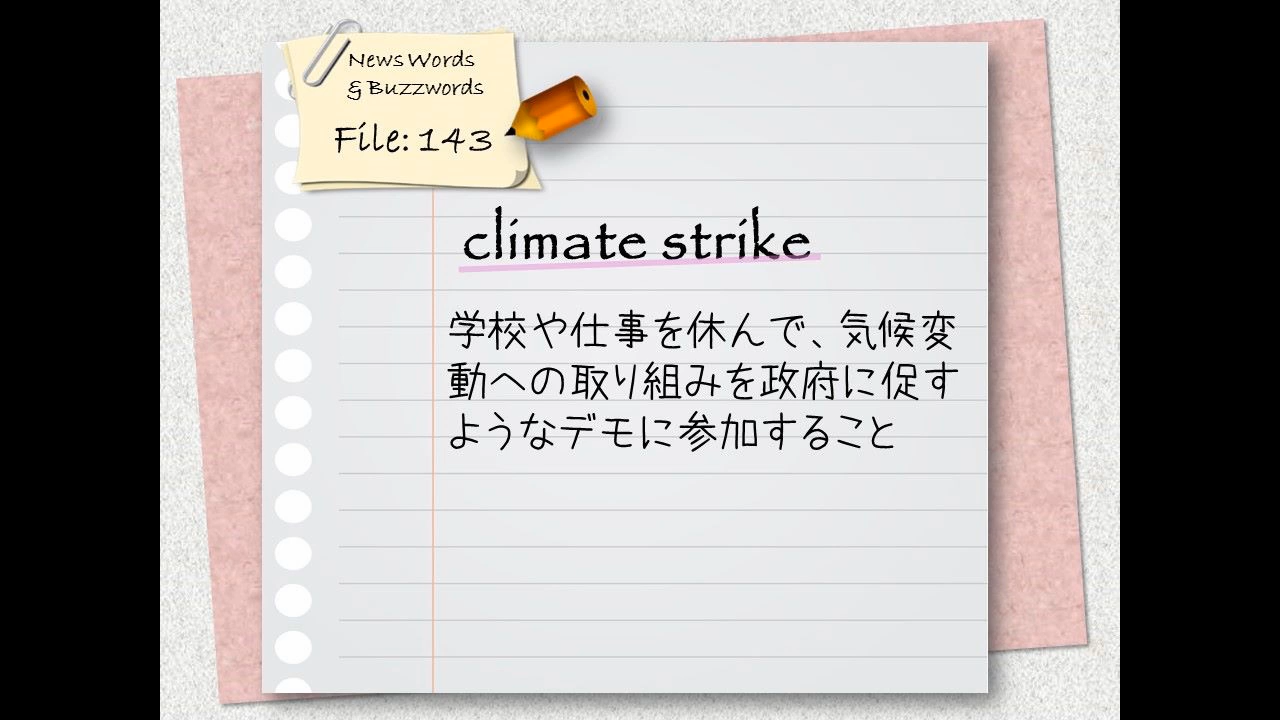 News Words
& Buzzwords
File: 143
climate strike
学校や仕事を休んで、気候変
動への取り組みを政府に促す
ようなデモに参加すること